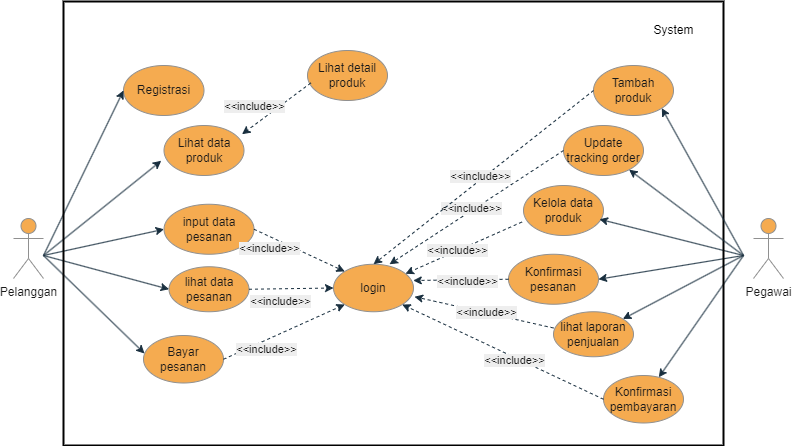 System
Lihat detail
produk
Registrasi
Tambah
produk
<<include>>
Lihat data
produk
Update
tracking order
<<include>>
Kelola data
produk
<<include>>
input data
pesanan
<<include>>
<<include>>
Pelanggan
Pegawai
lihat data
pesanan
<<include>>
login
<<include>>
Konfirmasi
pesanan
<<include>>
lihat laporan
penjualan
Bayar
pesanan
<<include>>
<<include>>
Konfirmasi
pembayaran